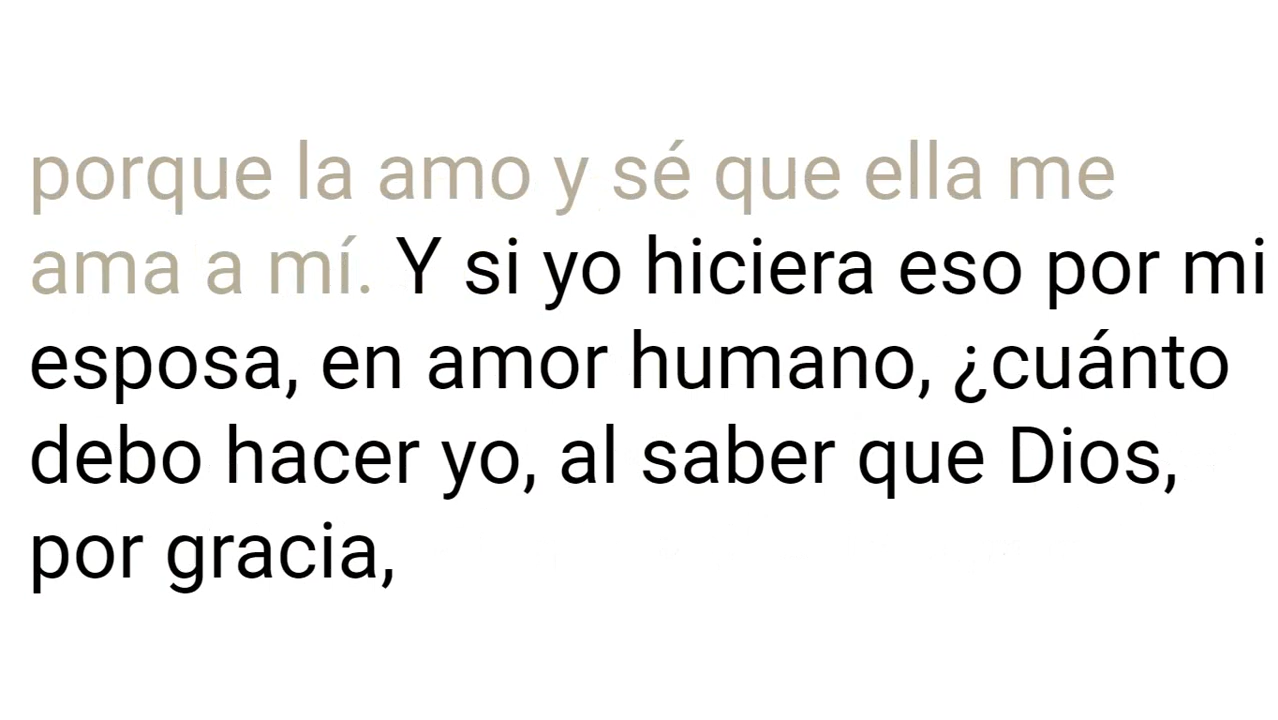 porque la amo y sé que ella me
ama a mí. Y si yo hiciera eso por mi
esposa, en amor humano, ¿cuánto
debo hacer yo, al saber que Dios,
por gracia,